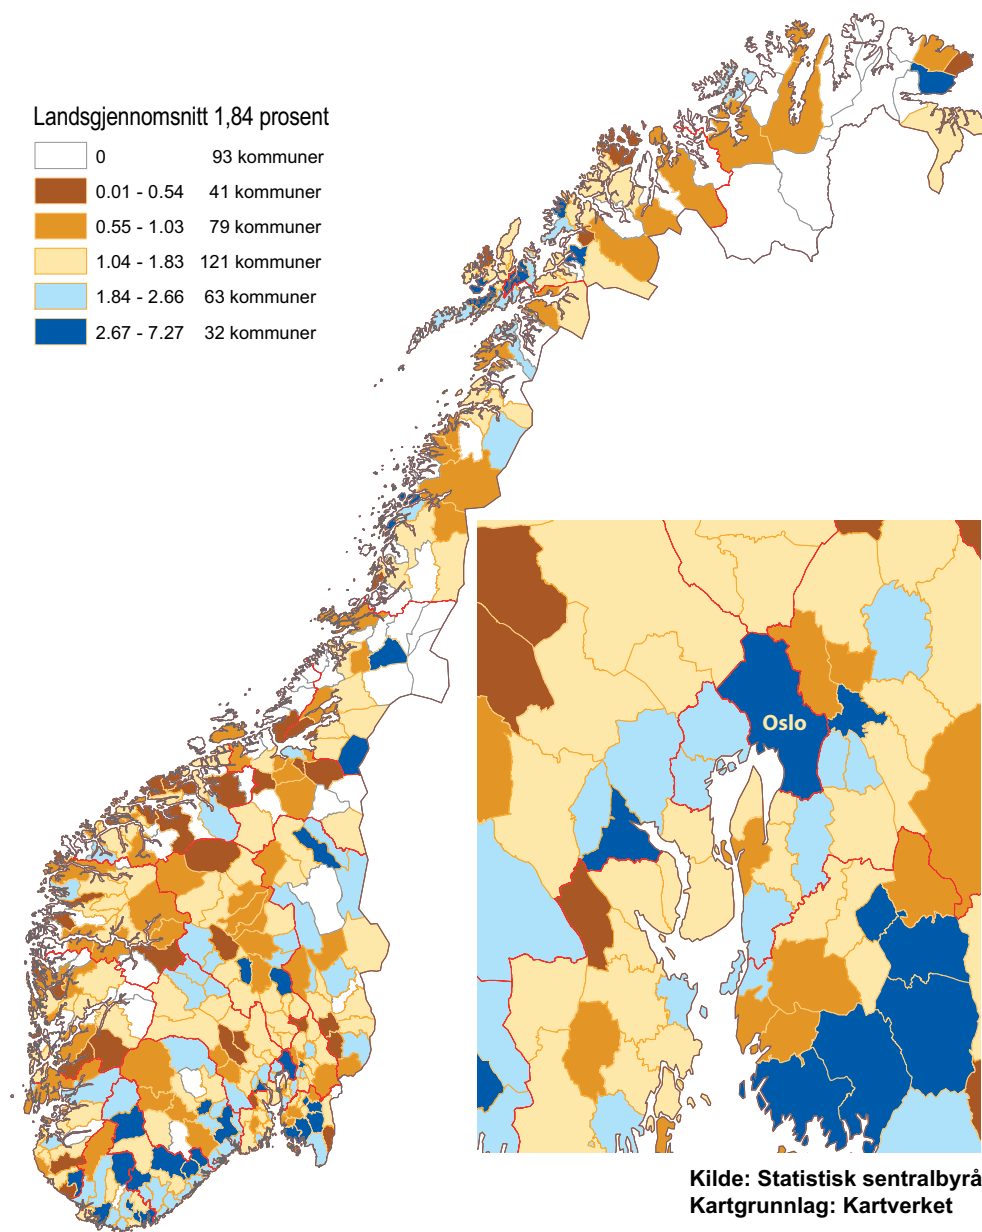 Landsgjennomsnitt 1,84 prosent
0 93 kommuner
0.01 - 0.54 41 kommuner
0.55 - 1.03 79 kommuner
1.04 - 1.83 121 kommuner
1.84 - 2.66 63 kommuner
2.67 - 7.27 32 kommuner
Oslo
Kilde: Statistisk sentralbyrå
Kartgrunnlag: Kartverket